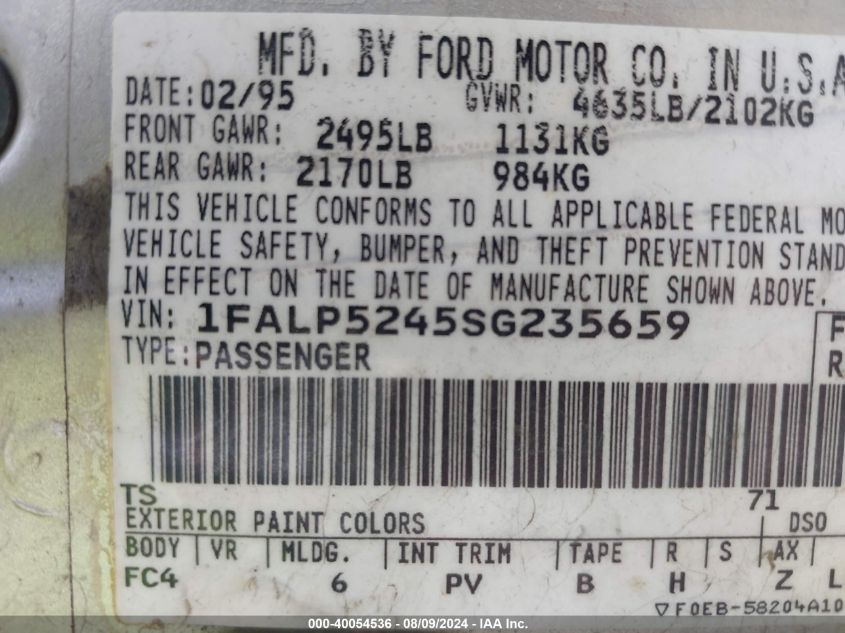 MFD. BY FORD MOTOR CO. IN U.S.A
DATE: 02/95 GVWR: 4635LB/2102KG
FRONT GAWR: 2495LB 1131KG
REAR GAWR: 2170LB 984KG
THIS VEHICLE CONFORMS TO ALL APPLICABLE FEDERAL MO
VEHICLE SAFETY, BUMPER, AND THEFT PREVENTION STAND
IN EFFECT ON THE DATE OF MANUFACTURE SHOWN ABOVE.
VIN: 1FALP5245SG235659 F
TYPE: PASSENGER R
TS 71
EXTERIOR PAINT COLORS DSO
BODY VR MLDG. INT TRIM TAPE R S AX
FC4 6 PV B H Z L
▽F0EB-58204A10
000-40054536 - 08/09/2024 - IAAI.com